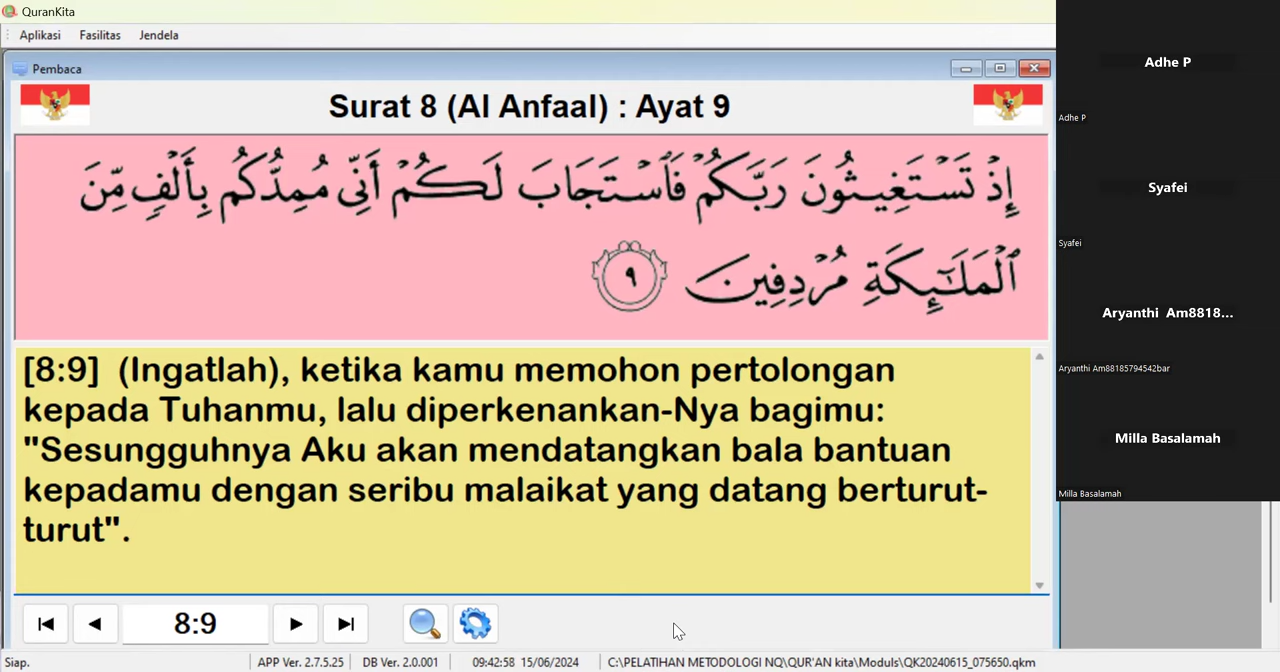 QuranKita
Aplikasi Fasilitas Jendela
Pembaca
Surat 8 (Al Anfaal) : Ayat 9
إِذْ تَسْتَغِيثُونَ رَبَّكُمْ فَٱسْتَجَابَ لَكُمْ أَنِّى مُمِدُّكُم بِأَلْفٍ مِّنَ
ٱلْمَلَـٰٓئِكَةِ مُرْدِفِينَ ٩
[8:9] (Ingatlah), ketika kamu memohon pertolongan
kepada Tuhanmu, lalu diperkenankan-Nya bagimu:
"Sesungguhnya Aku akan mendatangkan bala bantuan
kepadamu dengan seribu malaikat yang datang berturut-
turut".
8:9
Siap. APP Ver. 2.7.5.25 DB Ver. 2.0.001 09:42:58 15/06/2024 C:\PELATIHAN METODOLOGI NQ\QUR'AN kita\Moduls\QK20240615_075650.qkm
Adhe P
Adhe P
Syafei
Syafei
Aryanthi Am8818...
Aryanthi Am88185794542bar
Milla Basalamah
Milla Basalamah